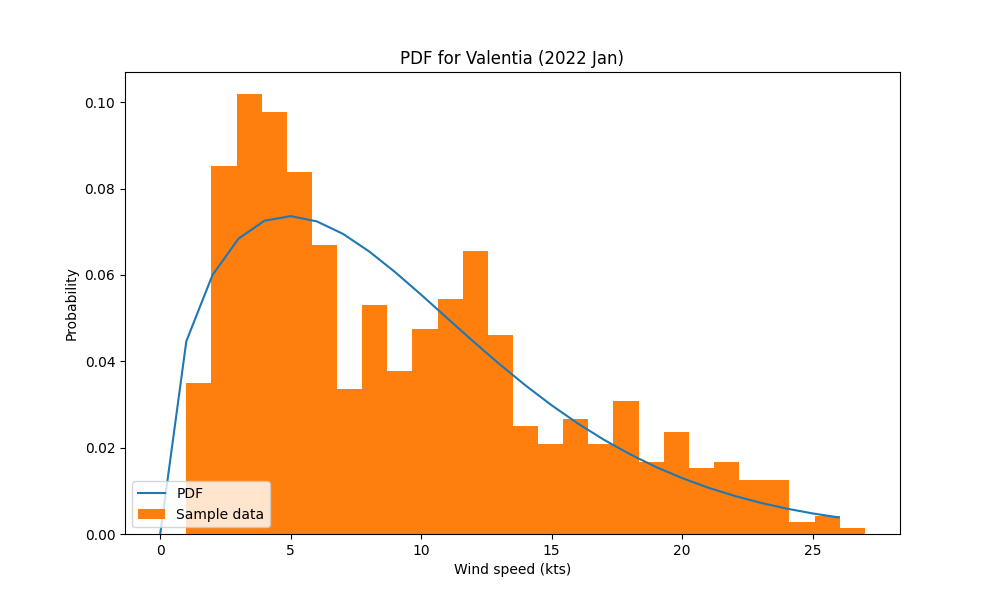 PDF for Valentia (2022 Jan)
0.10
0.08
0.06
0.04
0.02
0.00
Probability
PDF
Sample data
0 5 10 15 20 25
Wind speed (kts)